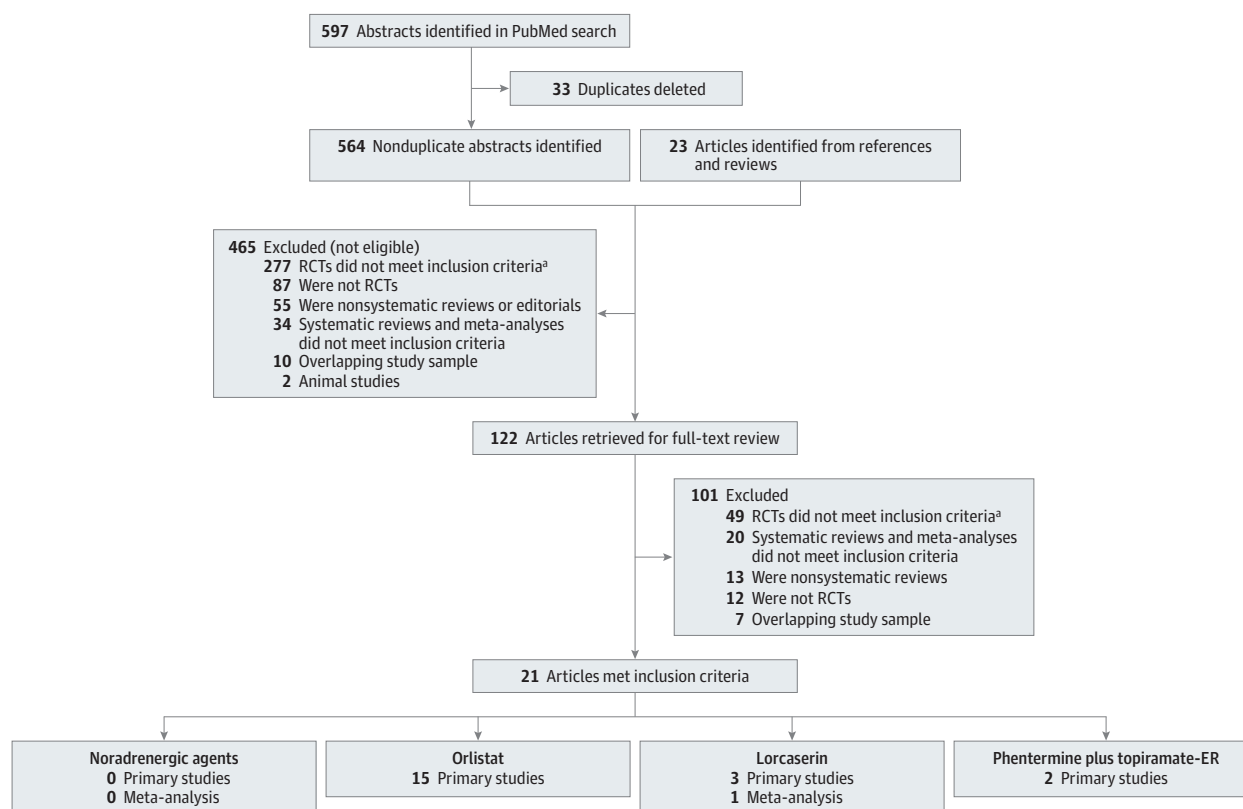 597 Abstracts identified in PubMed search
33 Duplicates deleted
564 Nonduplicate abstracts identified
23 Articles identified from references
and reviews
465 Excluded (not eligible)
277 RCTs did not meet inclusion criteriaa
87 Were not RCTs
55 Were nonsystematic reviews or editorials
34 Systematic reviews and meta-analyses
did not meet inclusion criteria
10 Overlapping study sample
2 Animal studies
122 Articles retrieved for full-text review
101 Excluded
49 RCTs did not meet inclusion criteriaa
20 Systematic reviews and meta-analyses
did not meet inclusion criteria
13 Were nonsystematic reviews
12 Were not RCTs
7 Overlapping study sample
21 Articles met inclusion criteria
Noradrenergic agents
0 Primary studies
0 Meta-analysis
Orlistat
15 Primary studies
Lorcaserin
3 Primary studies
1 Meta-analysis
Phentermine plus topiramate-ER
2 Primary studies